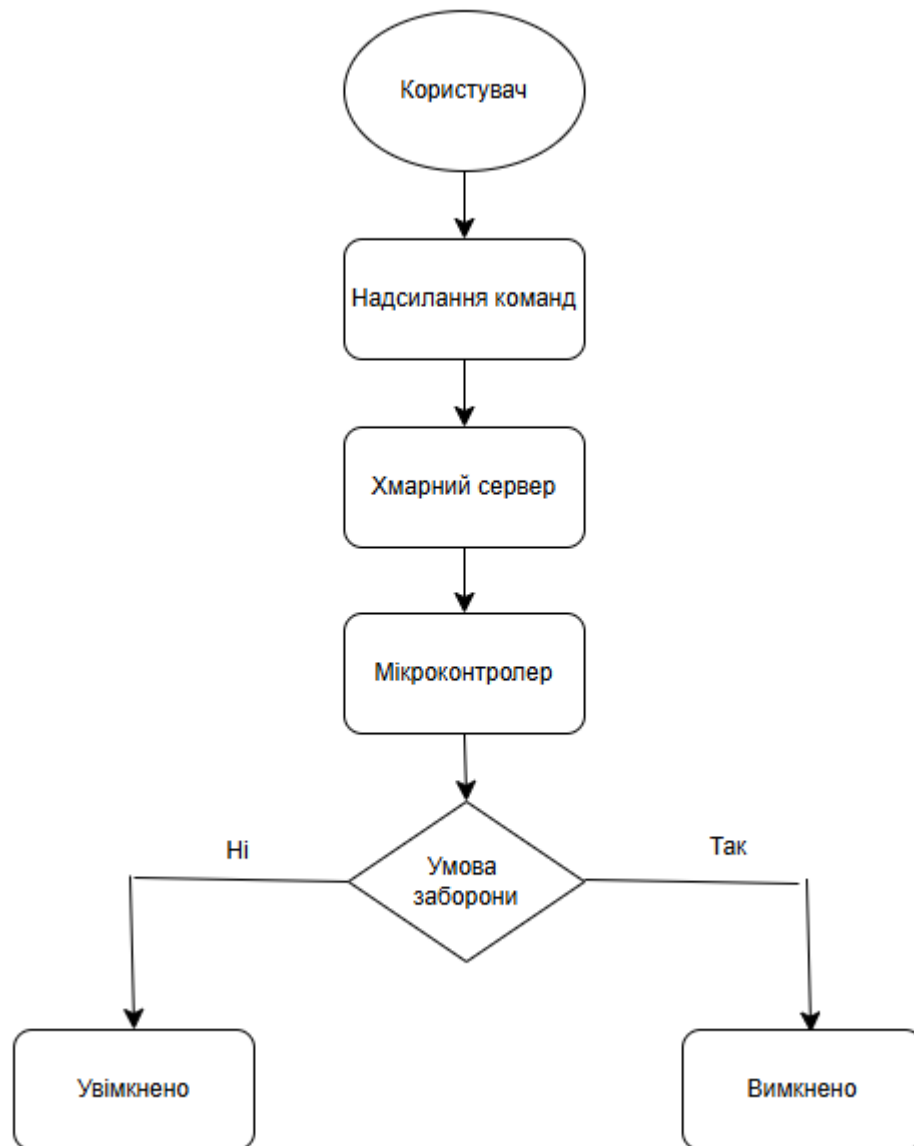 Користувач
Надсилання команд
Хмарний сервер
Мікроконтролер
Ні
Так
Умова
заборони
Увімкнено
Вимкнено